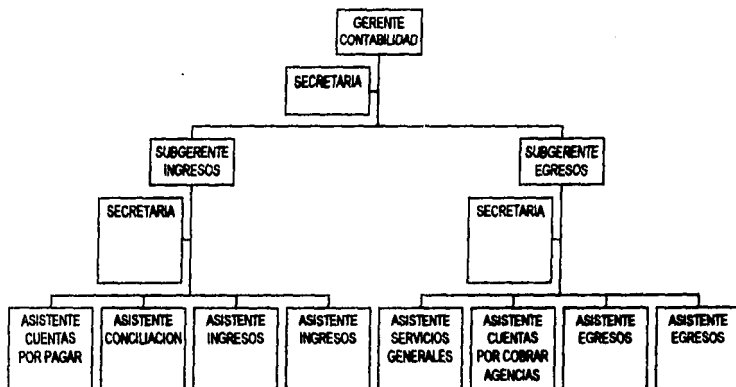 GERENTE
CONTABILIDAD
SECRETARIA
SUBGERENTE
INGRESOS
SUBGERENTE
EGRESOS
SECRETARIA
SECRETARIA
ASISTENTE
CUENTAS
POR PAGAR
ASISTENTE
CONCILIACION
ASISTENTE
INGRESOS
ASISTENTE
INGRESOS
ASISTENTE
SERVICIOS
GENERALES
ASISTENTE
CUENTAS
POR COBRAR
AGENCIAS
ASISTENTE
EGRESOS
ASISTENTE
EGRESOS